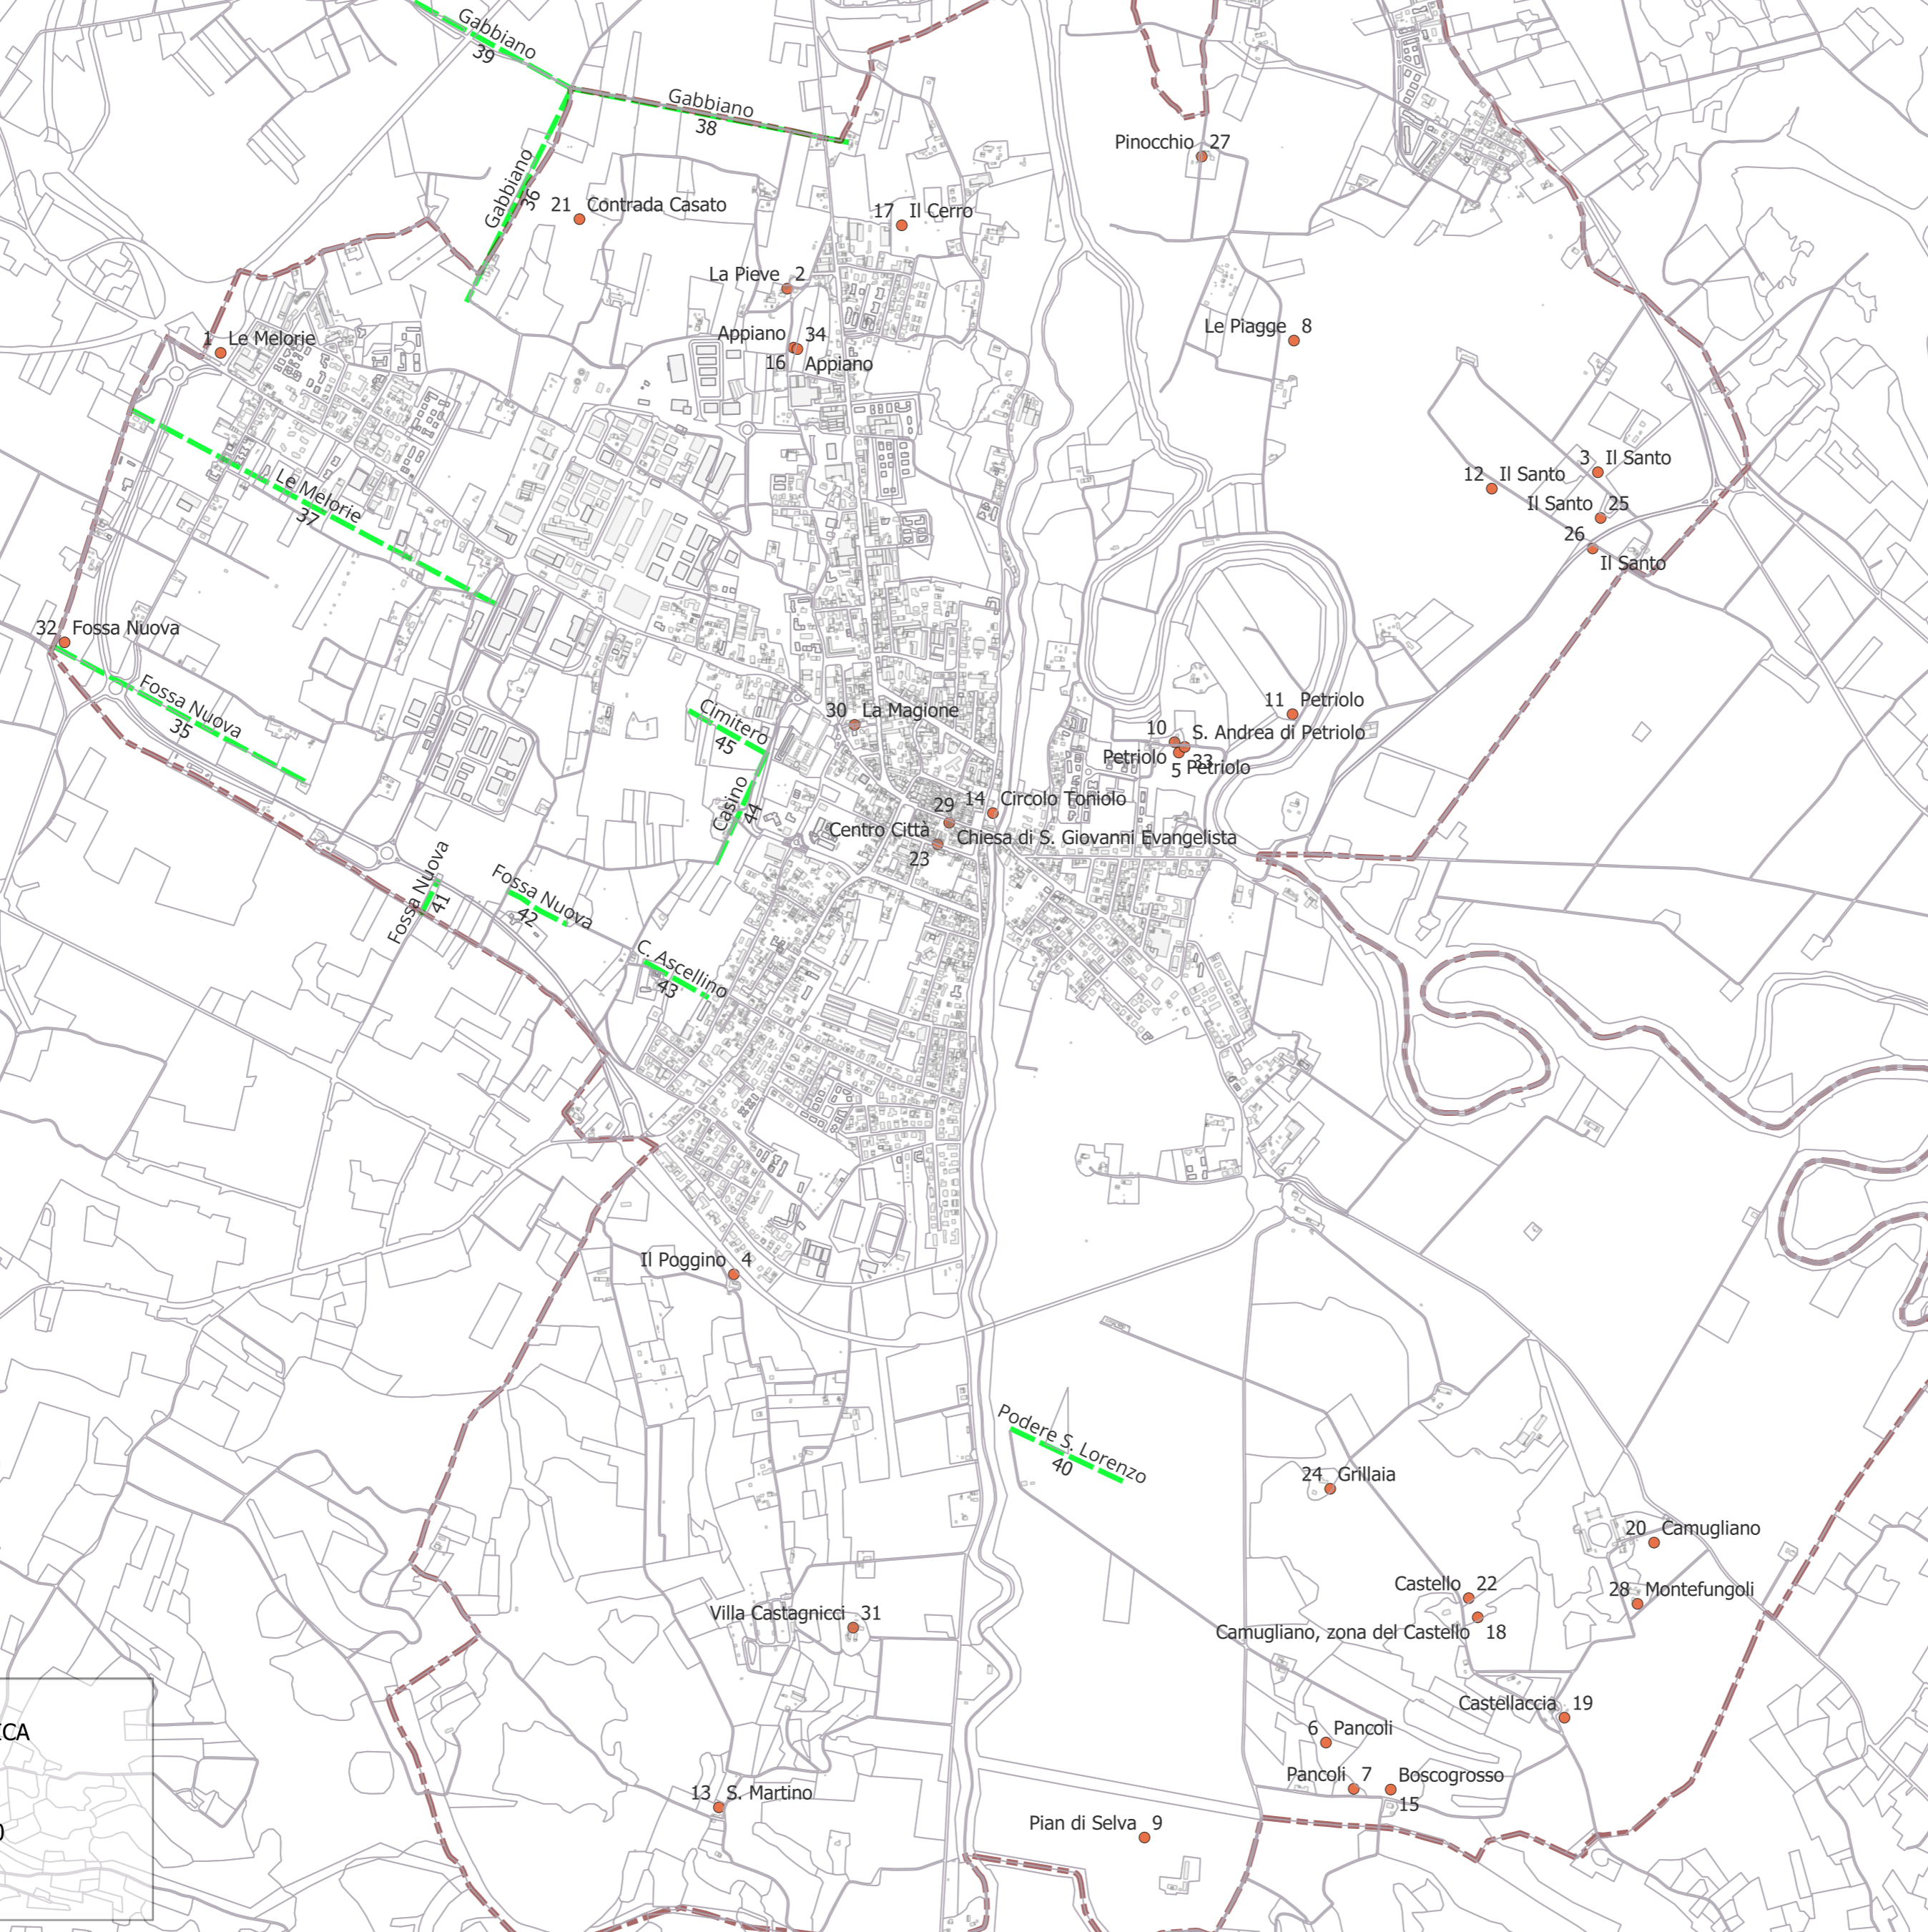 Gabbiano
39
Gabbiano
38
Pinocchio 27
Gabbiano
36
21 Contrada Casato
17 Il Cerro
La Pieve 2
Le Piagge 8
1 Le Melorie
Appiano 34
16 Appiano
3 Il Santo
12 Il Santo
Il Santo 25
Le Melorie
37
26
Il Santo
32 Fossa Nuova
Fossa Nuova
35
Cimitero
45
30 La Magione
11 Petriolo
10 S. Andrea di Petriolo
Petriolo 33
5 Petriolo
Casino
44
29 14 Circolo Toniolo
Centro Città Chiesa di S. Giovanni Evangelista
23
Fossa Nuova
41
Fossa Nuova
42
C. Ascellino
43
Il Poggino 4
Podere S. Lorenzo
40
24 Grillaia
20 Camugliano
Castello 22
28 Montefungoli
Villa Castagnicci 31
Camugliano, zona del Castello 18
Castellaccia 19
CA
6 Pancoli
Pancoli 7 Boscogrosso
15
13 S. Martino
Pian di Selva 9